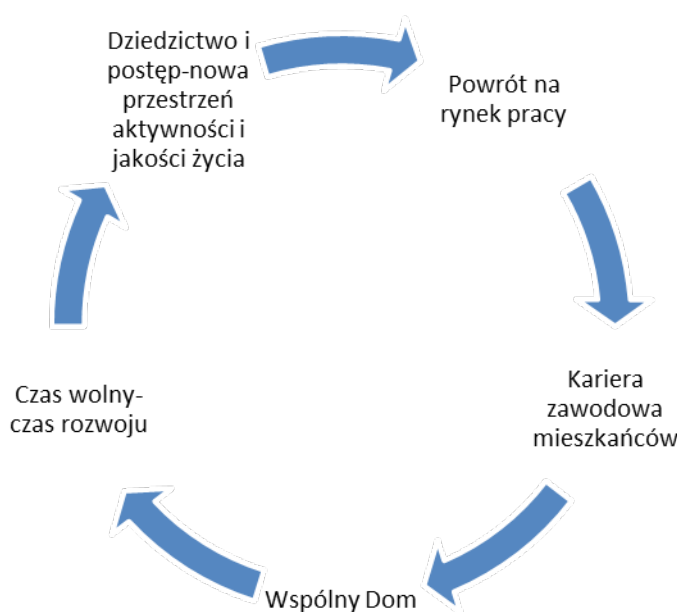 Dziedzictwo i
postęp-nowa
przestrzeń
aktywności i
jakości życia
Powrót na
rynek pracy
Kariera
zawodowa
mieszkańców
Wspólny Dom
Czas wolny-
czas rozwoju